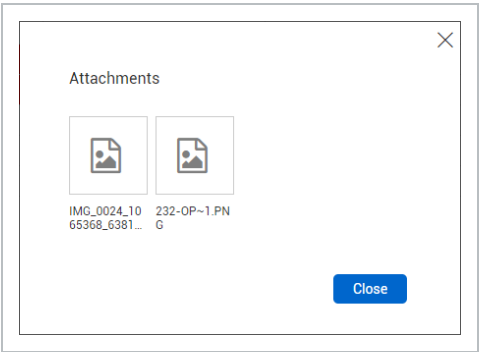 Attachments
IMG_0024_10
65368_6381...
232-OP~1.PN
G
Close